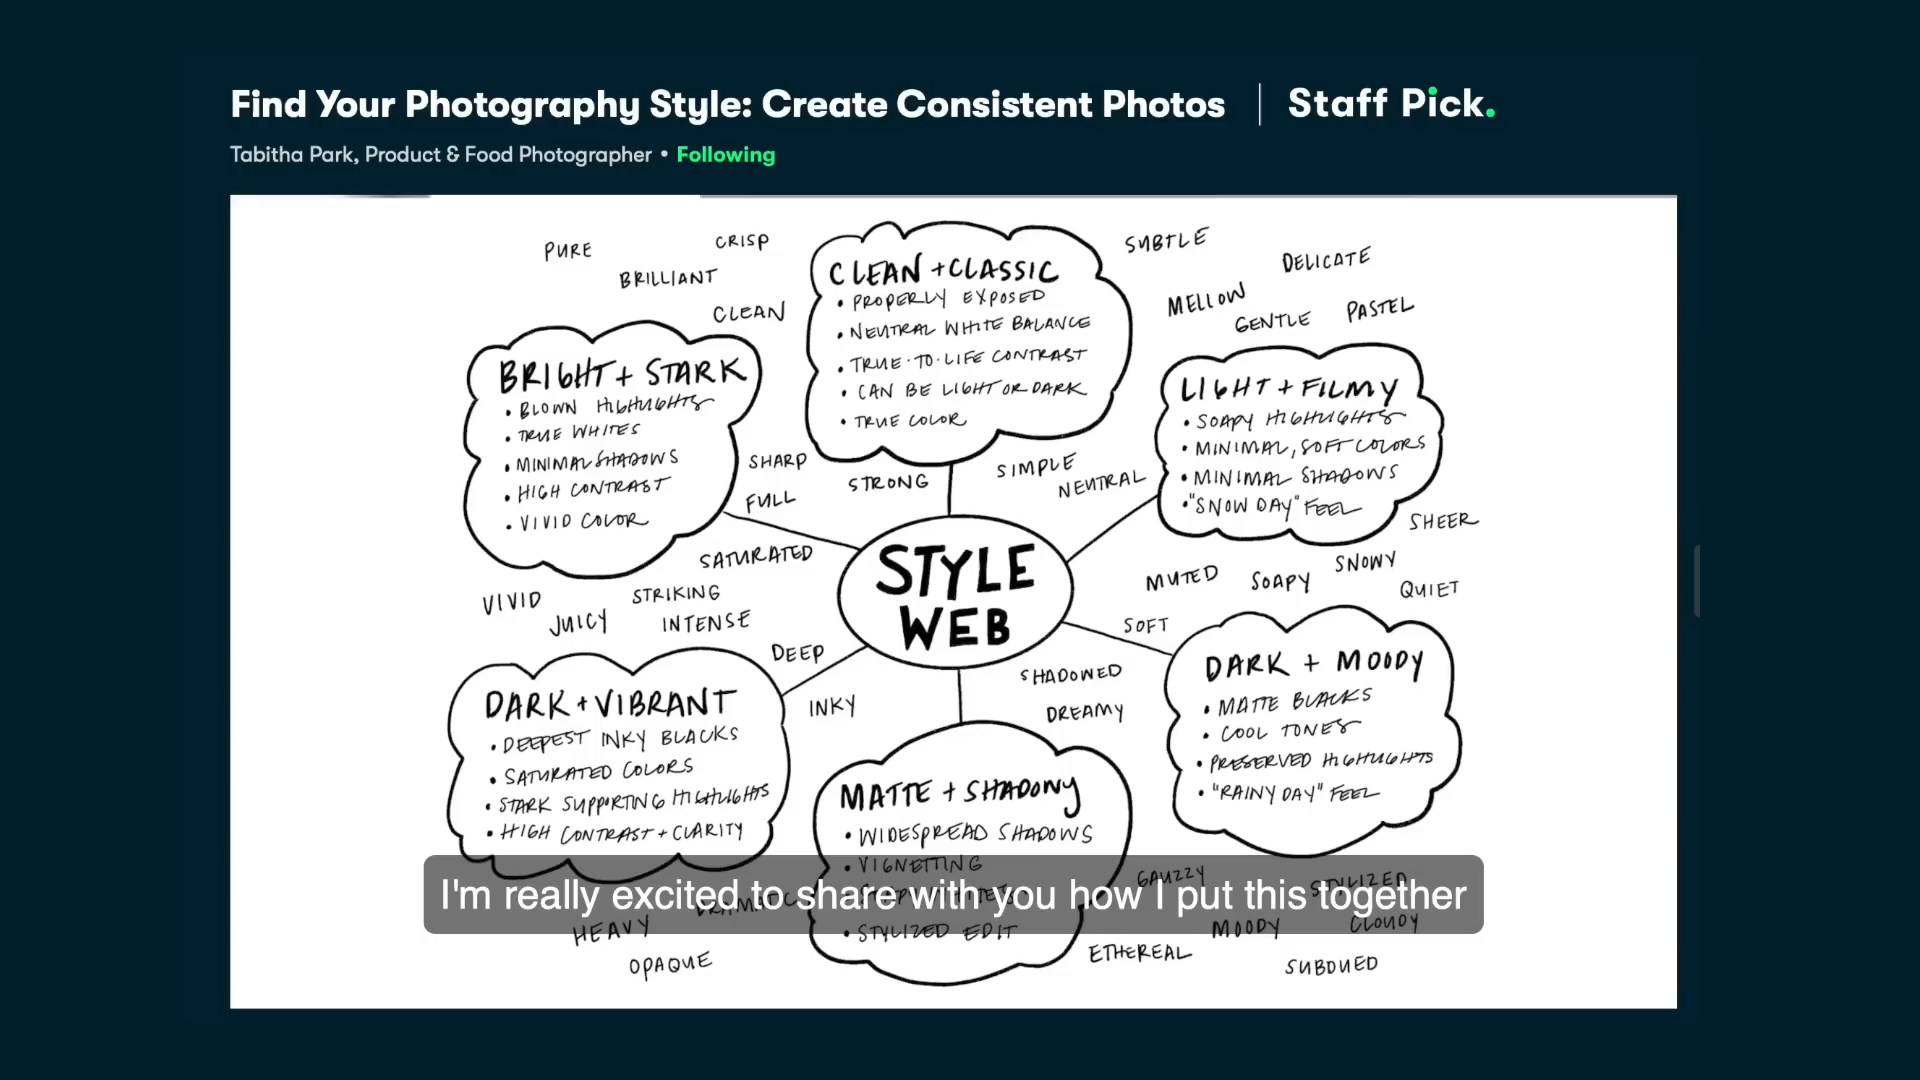 Find Your Photography Style: Create Consistent Photos | Staff Pick.
Tabitha Park, Product & Food Photographer • Following
PURE
CRISP
BRILLIANT
CLEAN
CLEAN + CLASSIC
• PROPERLY EXPOSED
• NEUTRAL WHITE BALANCE
• TRUE-TO-LIFE CONTRAST
• CAN BE LIGHT OR DARK
• TRUE COLOR
SUBTLE
DELICATE
MELLOW
GENTLE
PASTEL
BRIGHT + STARK
• BLOWN HIGHLIGHTS
• TRUE WHITES
• MINIMAL SHADOWS
• HIGH CONTRAST
• VIVID COLOR
LIGHT + FILMY
• SOAPY HIGHLIGHTS
• MINIMAL, SOFT COLORS
• MINIMAL SHADOWS
• "SNOW DAY" FEEL
SHARP
FULL
STRONG
SIMPLE
NEUTRAL
SHEER
SATURATED
STYLE
WEB
MUTED
SOAPY
SNOWY
QUIET
VIVID
JUICY
STRIKING
INTENSE
SOFT
DEEP
INKY
SHADOWED
DREAMY
DARK + VIBRANT
• DEEPEST INKY BLACKS
• SATURATED COLORS
• STARK SUPPORTING HIGHLIGHTS
• HIGH CONTRAST + CLARITY
DARK + MOODY
• MATTE BLACKS
• COOL TONES
• PRESERVED HIGHLIGHTS
• "RAINY DAY" FEEL
MATTE + SHADOWY
• WIDESPREAD SHADOWS
• VIGNETTING
• STYLIZED EDIT
I'm really excited to share with you how I put this together
DRAMATIC
HEAVY
OPAQUE
GAUZZY
STYLIZED
MOODY
CLOUDY
ETHEREAL
SUBDUED